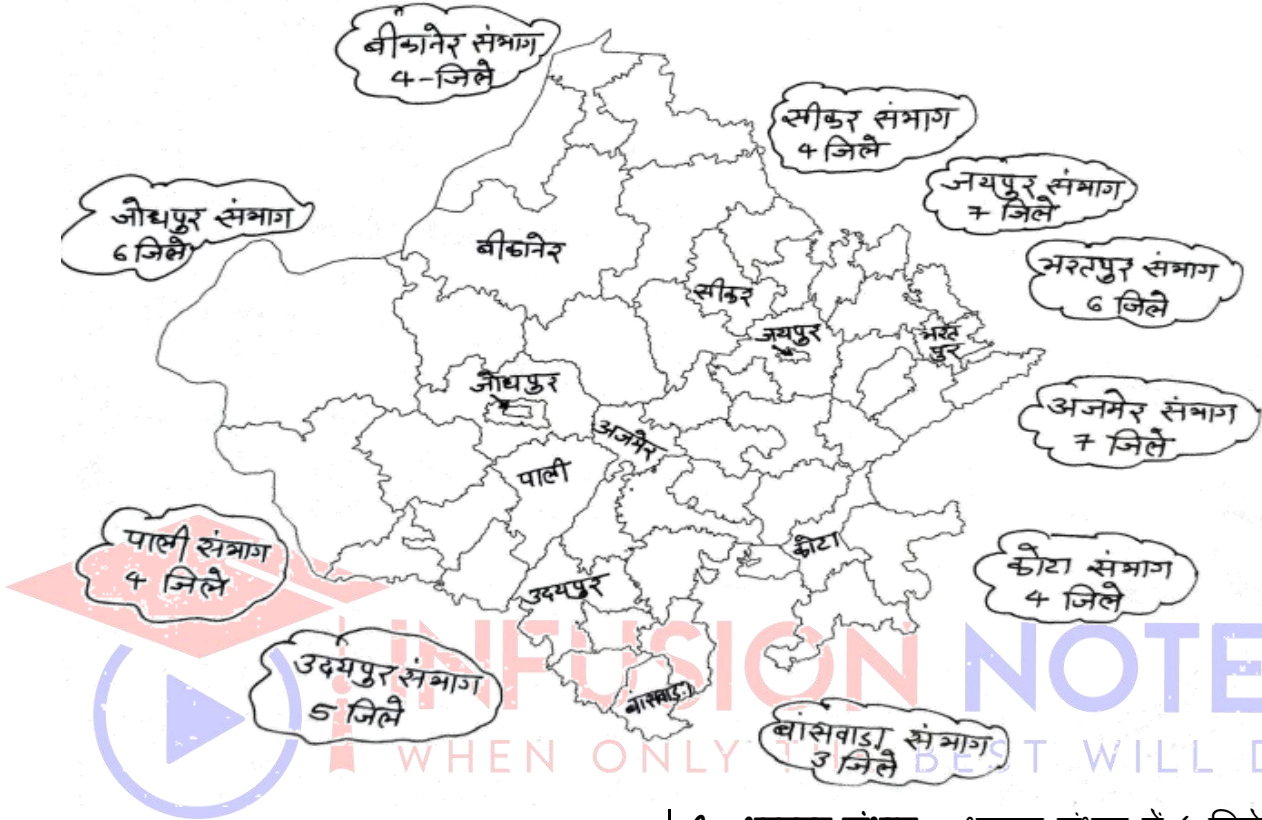 बीकानेर संभाग
4-जिले
सीकर संभाग
4 जिले
जयपुर संभाग
7 जिले
जोधपुर संभाग
6 जिले
भरतपुर संभाग
6 जिले
बीकानेर
सीकर
जयपुर
भरत
पुर
जोधपुर
अजमेर
अजमेर संभाग
7 जिले
पाली
पाली संभाग
4 जिले
कोटा
कोटा संभाग
4 जिले
उदयपुर
उदयपुर संभाग
5 जिले
बांसवाड़ा
बांसवाडा संभाग
3 जिले
INFUSION NOTE
WHEN ONLY THE BEST WILL D